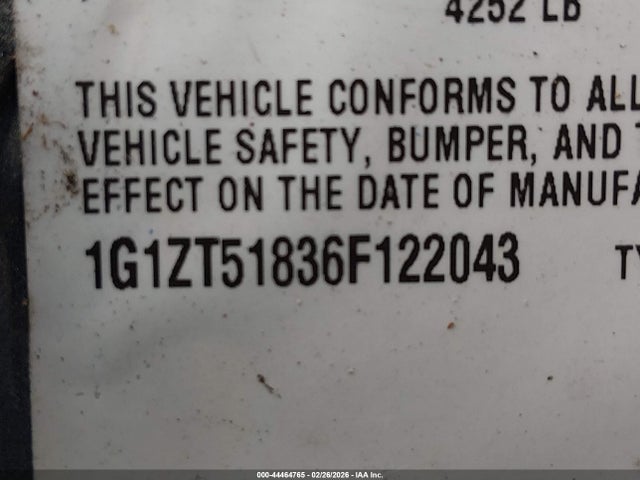 4252 LB
THIS VEHICLE CONFORMS TO ALL
VEHICLE SAFETY, BUMPER, AND
EFFECT ON THE DATE OF MANUFA
1G1ZT51836F122043 TY
000-44464765 - 02/26/2026 - IAA Inc.